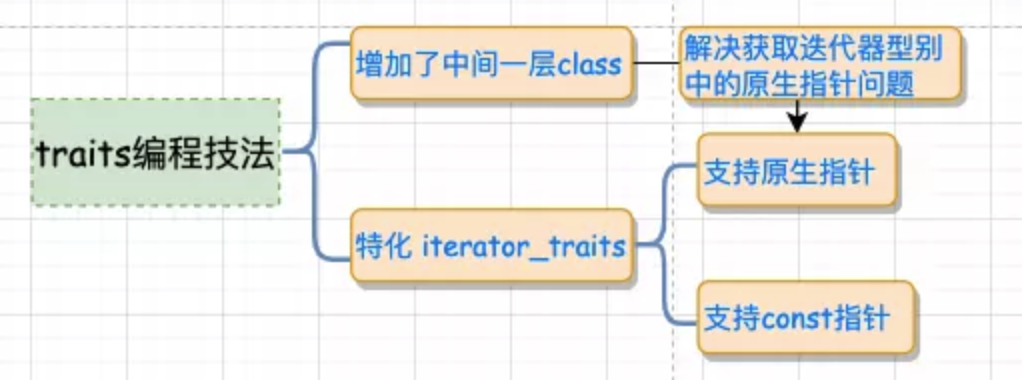 traits编程技法
增加了中间一层class
解决获取迭代器型别
中的原生指针问题
特化 iterator_traits
支持原生指针
支持const指针